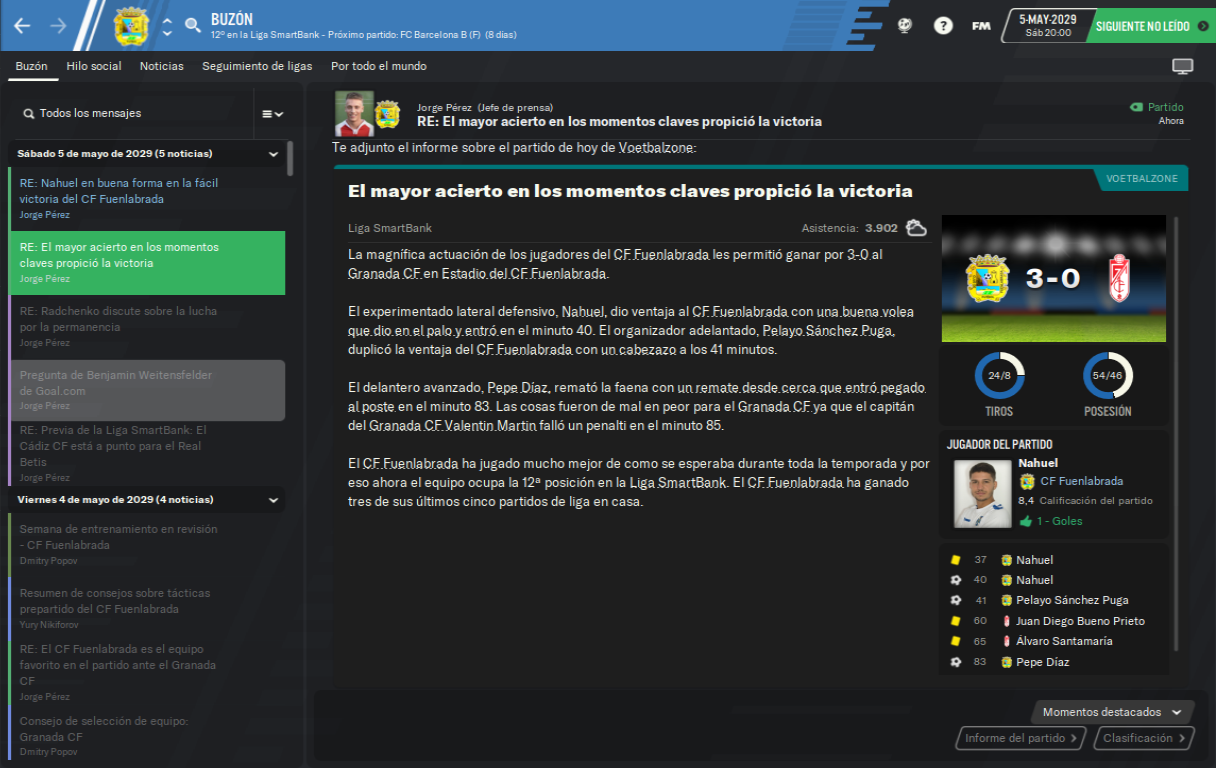 BUZÓN
12º en la Liga SmartBank - Próximo partido: FC Barcelona B (F) (8 días)
?
FM
5-MAY-2029
Sáb 20:00
SIGUIENTE NO LEÍDO
Buzón Hilo social Noticias Seguimiento de ligas Por todo el mundo
Todos los mensajes
Sábado 5 de mayo de 2029 (5 noticias)
RE: Nahuel en buena forma en la fácil
victoria del CF Fuenlabrada
Jorge Pérez
RE: El mayor acierto en los momentos
claves propició la victoria
Jorge Pérez
RE: Radchenko discute sobre la lucha
por la permanencia
Jorge Pérez
Pregunta de Benjamin Weitensfelder
de Goal.com
Jorge Pérez
RE: Previa de la Liga SmartBank: El
Cádiz CF está a punto para el Real
Betis
Jorge Pérez
Viernes 4 de mayo de 2029 (4 noticias)
Semana de entrenamiento en revisión
- CF Fuenlabrada
Dmitry Popov
Resumen de consejos sobre tácticas
prepartido del CF Fuenlabrada
Yury Nikiforov
RE: El CF Fuenlabrada es el equipo
favorito en el partido ante el Granada
CF
Jorge Pérez
Consejo de selección de equipo:
Granada CF
Dmitry Popov
Jorge Pérez (Jefe de prensa)
RE: El mayor acierto en los momentos claves propició la victoria
Partido
Ahora
Te adjunto el informe sobre el partido de hoy de Voetbalzone:
VOETBALZONE
El mayor acierto en los momentos claves propició la victoria
Liga SmartBank
Asistencia: 3.902
La magnífica actuación de los jugadores del CF Fuenlabrada les permitió ganar por 3-0 al
Granada CF en Estadio del CF Fuenlabrada.
El experimentado lateral defensivo, Nahuel, dio ventaja al CF Fuenlabrada con una buena volea
que dio en el palo y entró en el minuto 40. El organizador adelantado, Pelayo Sánchez Puga,
duplicó la ventaja del CF Fuenlabrada con un cabezazo a los 41 minutos.
El delantero avanzado, Pepe Díaz, remató la faena con un remate desde cerca que entró pegado
al poste en el minuto 83. Las cosas fueron de mal en peor para el Granada CF ya que el capitán
del Granada CF Valentin Martin falló un penalti en el minuto 85.
El CF Fuenlabrada ha jugado mucho mejor de como se esperaba durante toda la temporada y por
eso ahora el equipo ocupa la 12ª posición en la Liga SmartBank. El CF Fuenlabrada ha ganado
tres de sus últimos cinco partidos de liga en casa.
3-0
24/8
TIROS
54/46
POSESIÓN
JUGADOR DEL PARTIDO
Nahuel
CF Fuenlabrada
8,4 Calificación del partido
1 - Goles
37 Nahuel
40 Nahuel
41 Pelayo Sánchez Puga
60 Juan Diego Bueno Prieto
65 Álvaro Santamaría
83 Pepe Díaz
Momentos destacados
Informe del partido
Clasificación